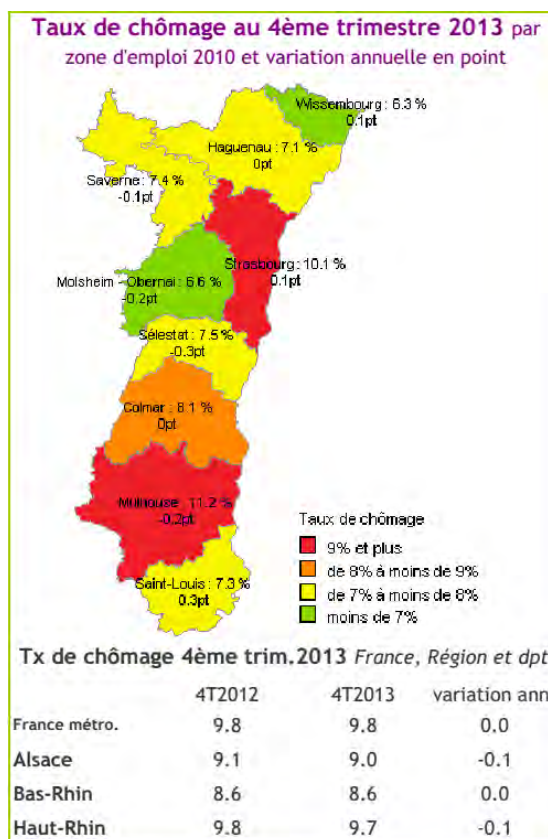 Taux de chômage au 4ème trimestre 2013 par
zone d'emploi 2010 et variation annuelle en point
Wissembourg : 6.3 %
0.1pt
Haguenau : 7.1 %
0pt
Saverne : 7.4 %
-0.1pt
Strasbourg : 10.1 %
0.1pt
Molsheim - Obernai : 6.6 %
-0.2pt
Sélestat : 7.5 %
-0.3pt
Colmar : 8.1 %
0pt
Mulhouse : 11.2 %
-0.2pt
Saint-Louis : 7.3 %
0.3pt
Taux de chômage
9% et plus
de 8% à moins de 9%
de 7% à moins de 8%
moins de 7%
Tx de chômage 4ème trim.2013 France, Région et dpt
4T2012 4T2013 variation ann
France métro. 9.8 9.8 0.0
Alsace 9.1 9.0 -0.1
Bas-Rhin 8.6 8.6 0.0
Haut-Rhin 9.8 9.7 -0.1